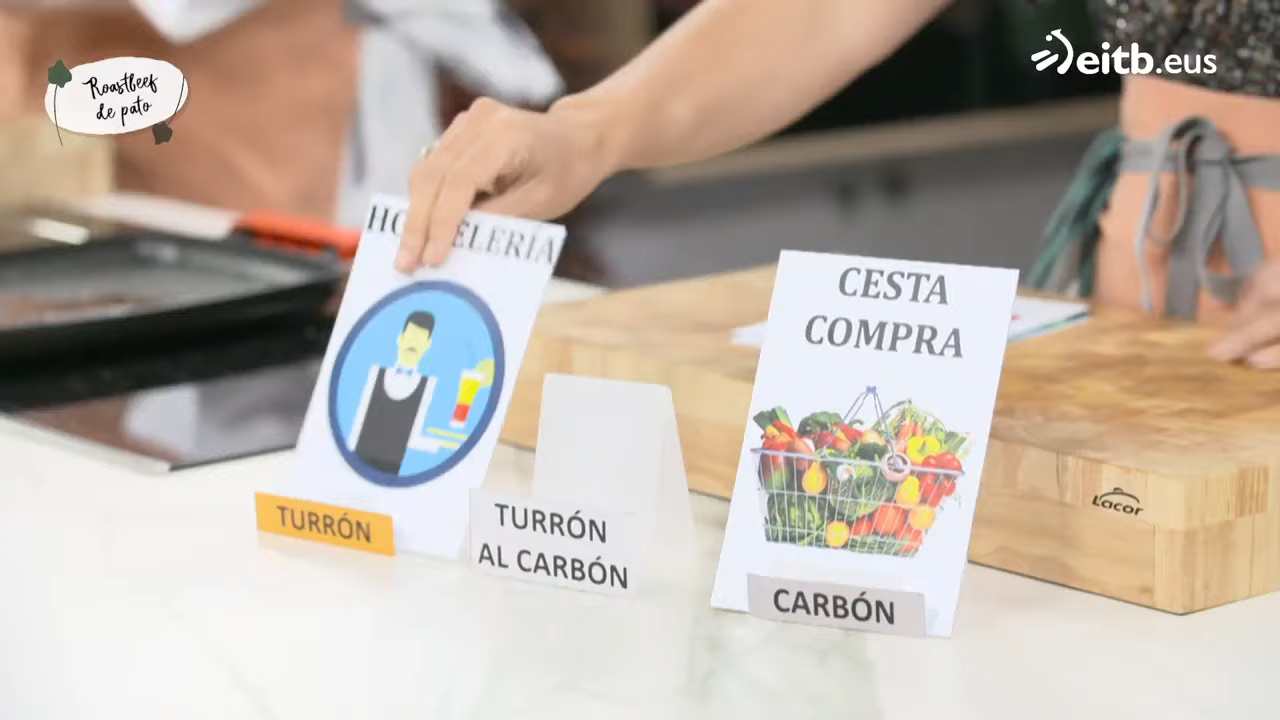 Roastbeef
de pato
eitb.eus
HOSTELERÍA
CESTA
COMPRA
TURRÓN
TURRÓN
AL CARBÓN
CARBÓN
Lacor